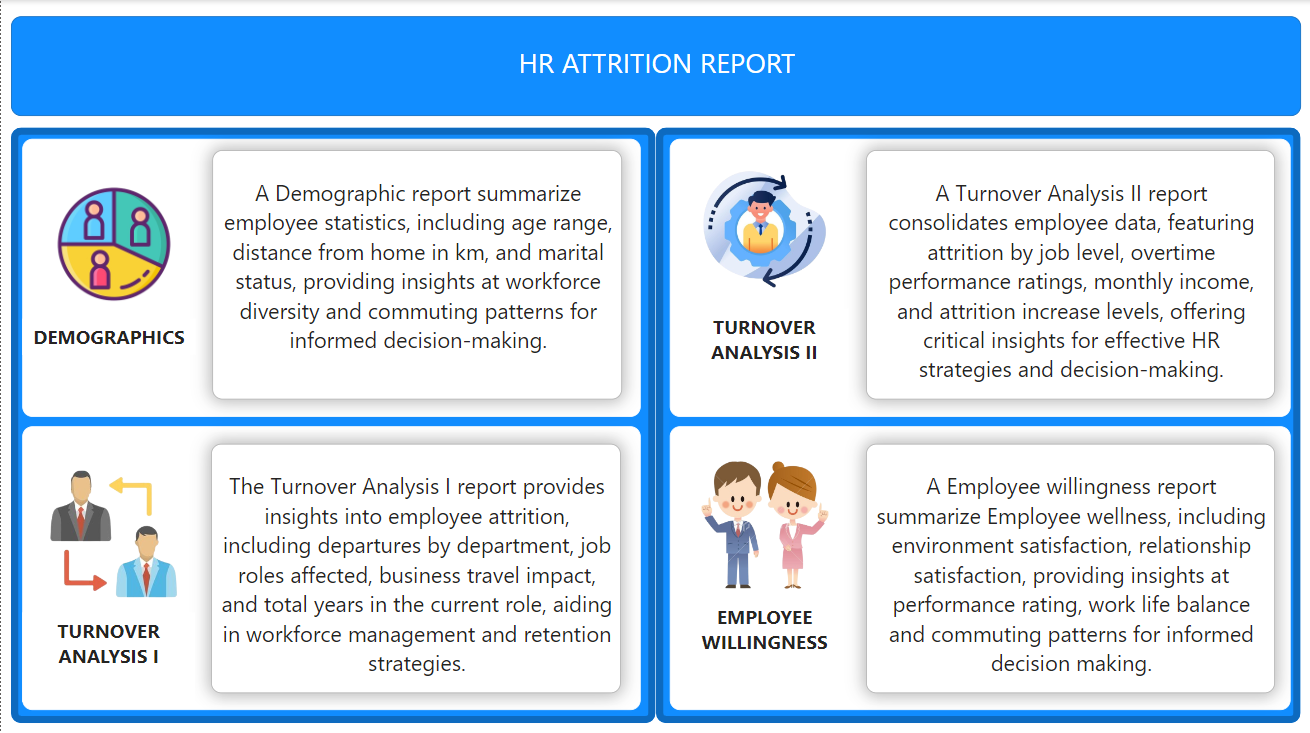 HR ATTRITION REPORT
DEMOGRAPHICS
A Demographic report summarize
employee statistics, including age range,
distance from home in km, and marital
status, providing insights at workforce
diversity and commuting patterns for
informed decision-making.
TURNOVER
ANALYSIS II
A Turnover Analysis II report
consolidates employee data, featuring
attrition by job level, overtime
performance ratings, monthly income,
and attrition increase levels, offering
critical insights for effective HR
strategies and decision-making.
TURNOVER
ANALYSIS I
The Turnover Analysis I report provides
insights into employee attrition,
including departures by department, job
roles affected, business travel impact,
and total years in the current role, aiding
in workforce management and retention
strategies.
EMPLOYEE
WILLINGNESS
A Employee willingness report
summarize Employee wellness, including
environment satisfaction, relationship
satisfaction, providing insights at
performance rating, work life balance
and commuting patterns for informed
decision making.